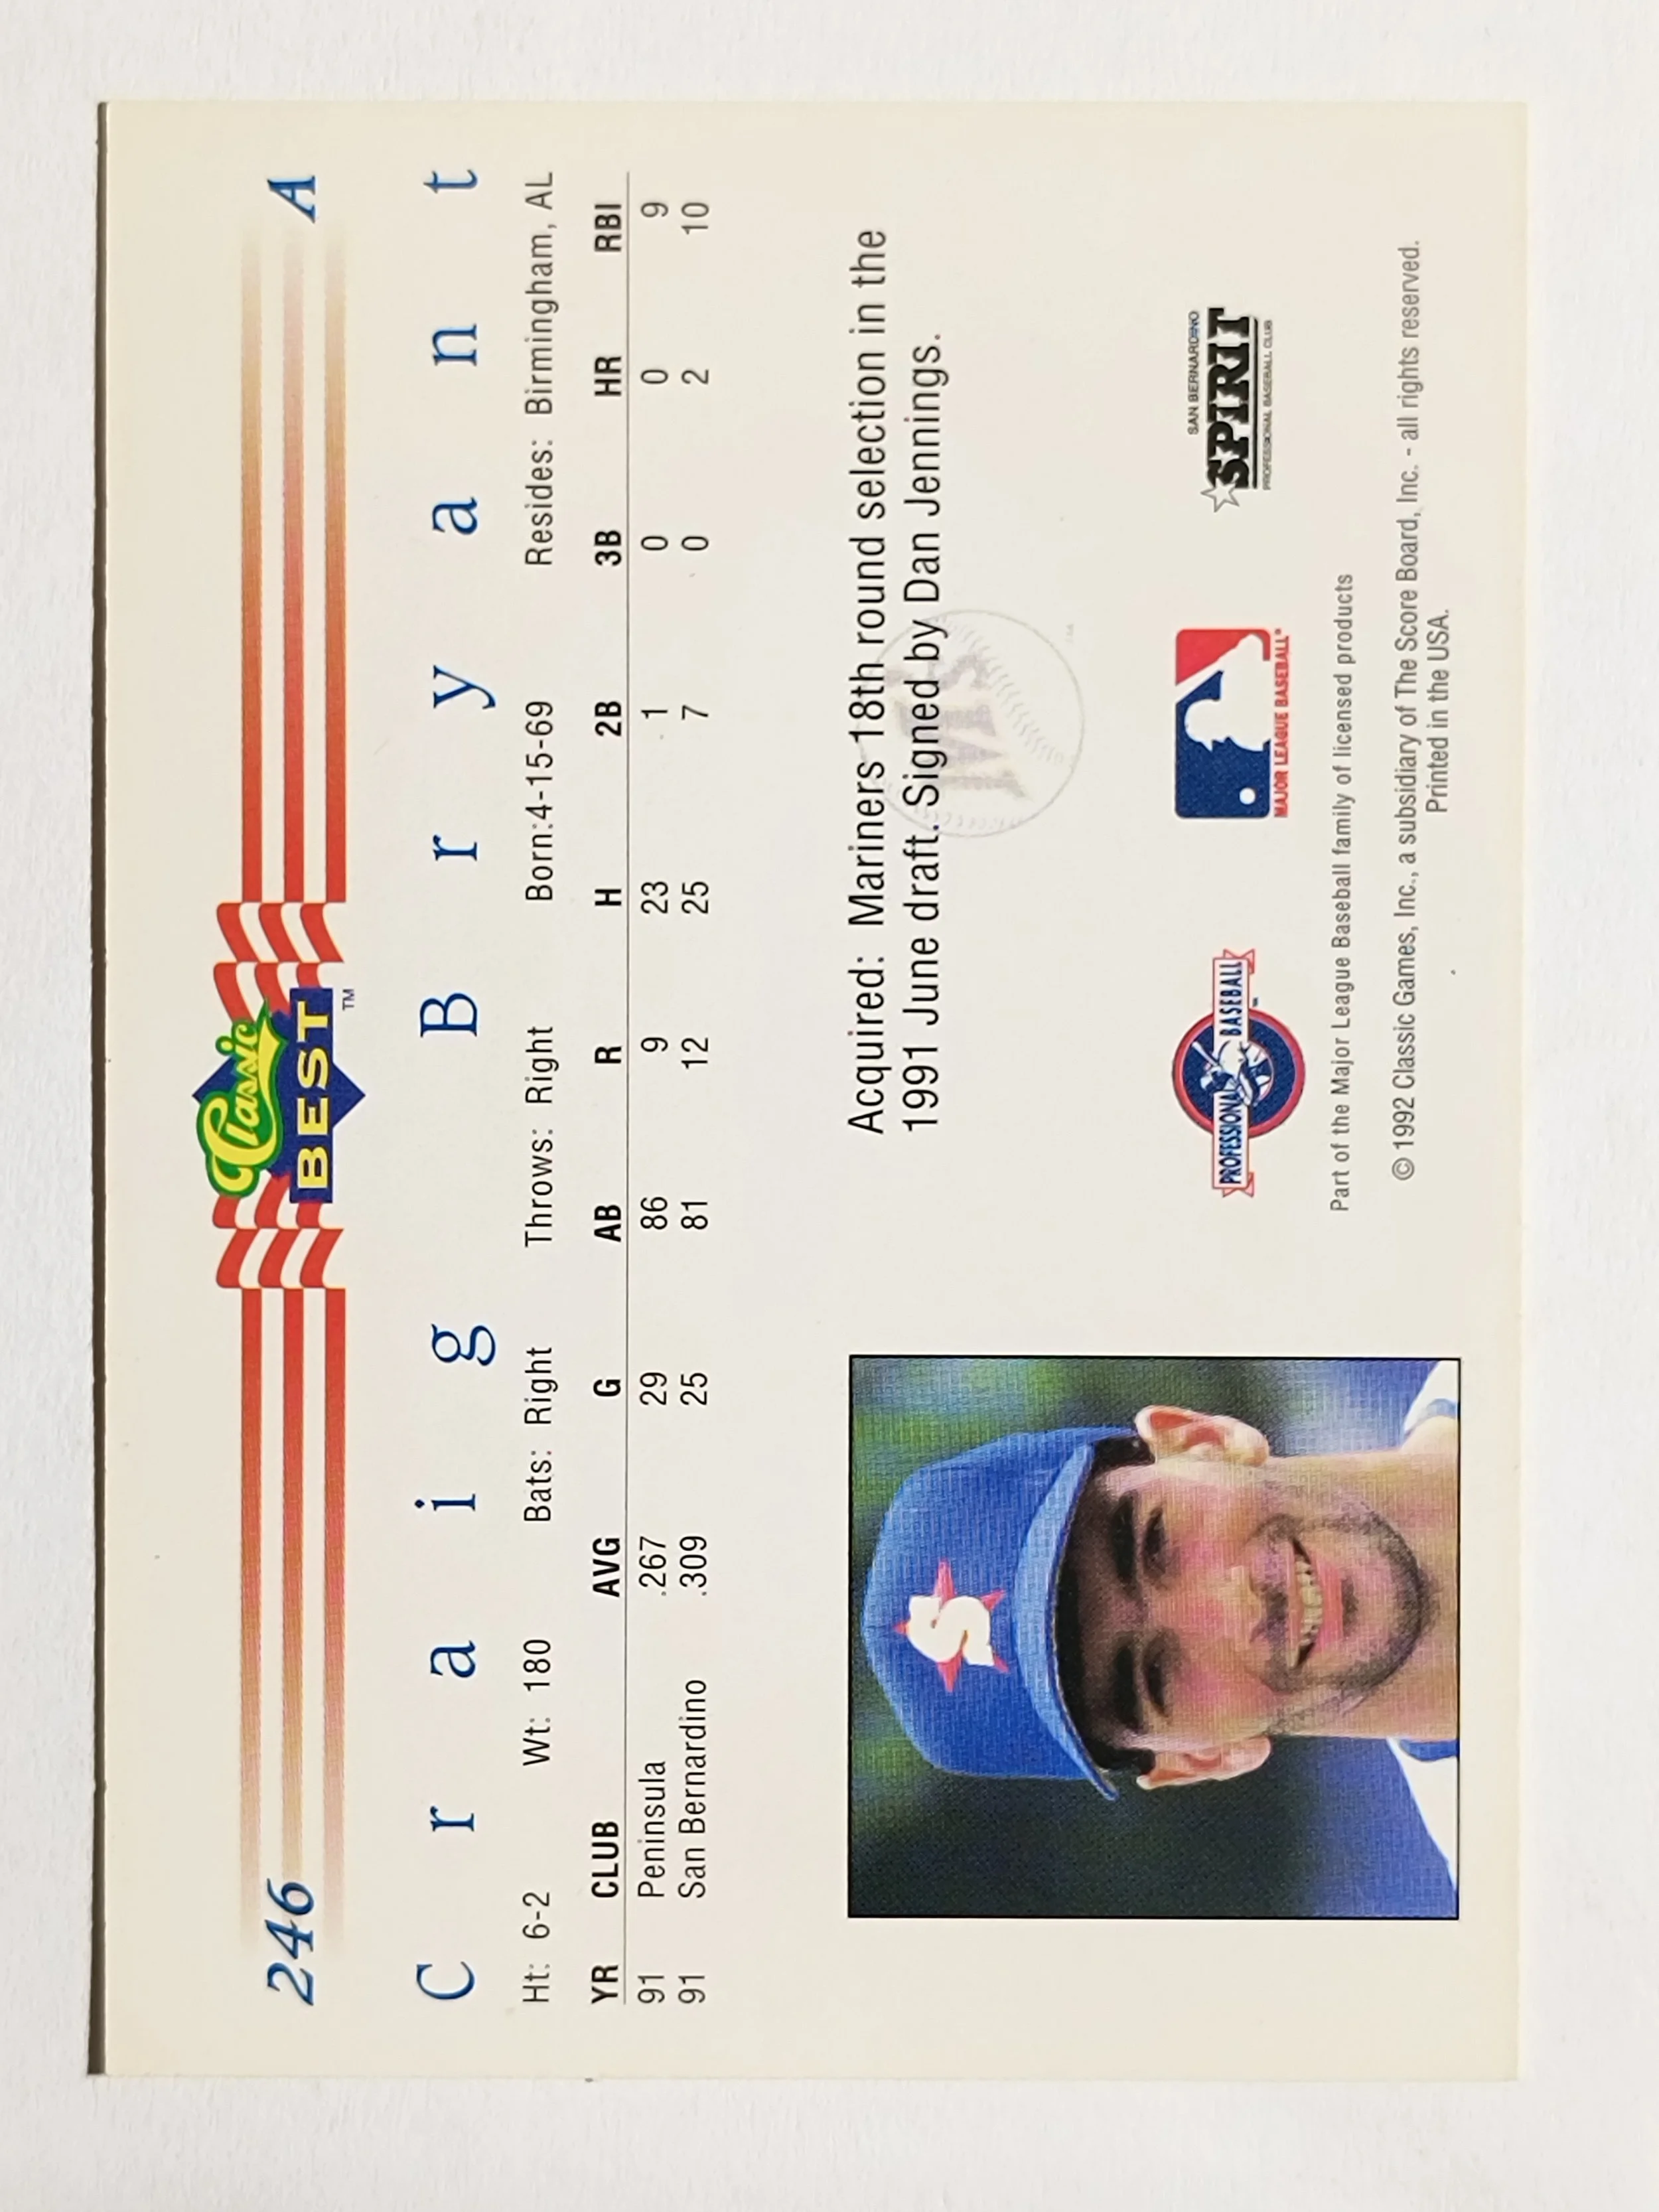 246 A
Classic
BEST TM
Craig Bryant
Ht: 6-2 Wt: 180 Bats: Right Throws: Right Born:4-15-69 Resides: Birmingham, AL
YR CLUB AVG G AB R H 2B 3B HR RBI
91 Peninsula .267 29 86 9 23 1 0 0 9
91 San Bernardino .309 25 81 12 25 7 0 2 10
Acquired: Mariners 18th round selection in the
1991 June draft. Signed by Dan Jennings.
S
PROFESSIONAL BASEBALL
MAJOR LEAGUE BASEBALL
SAN BERNARDINO
SPIRIT
PROFESSIONAL BASEBALL CLUB
Part of the Major League Baseball family of licensed products
© 1992 Classic Games, Inc., a subsidiary of The Score Board, Inc. - all rights reserved.
Printed in the USA.